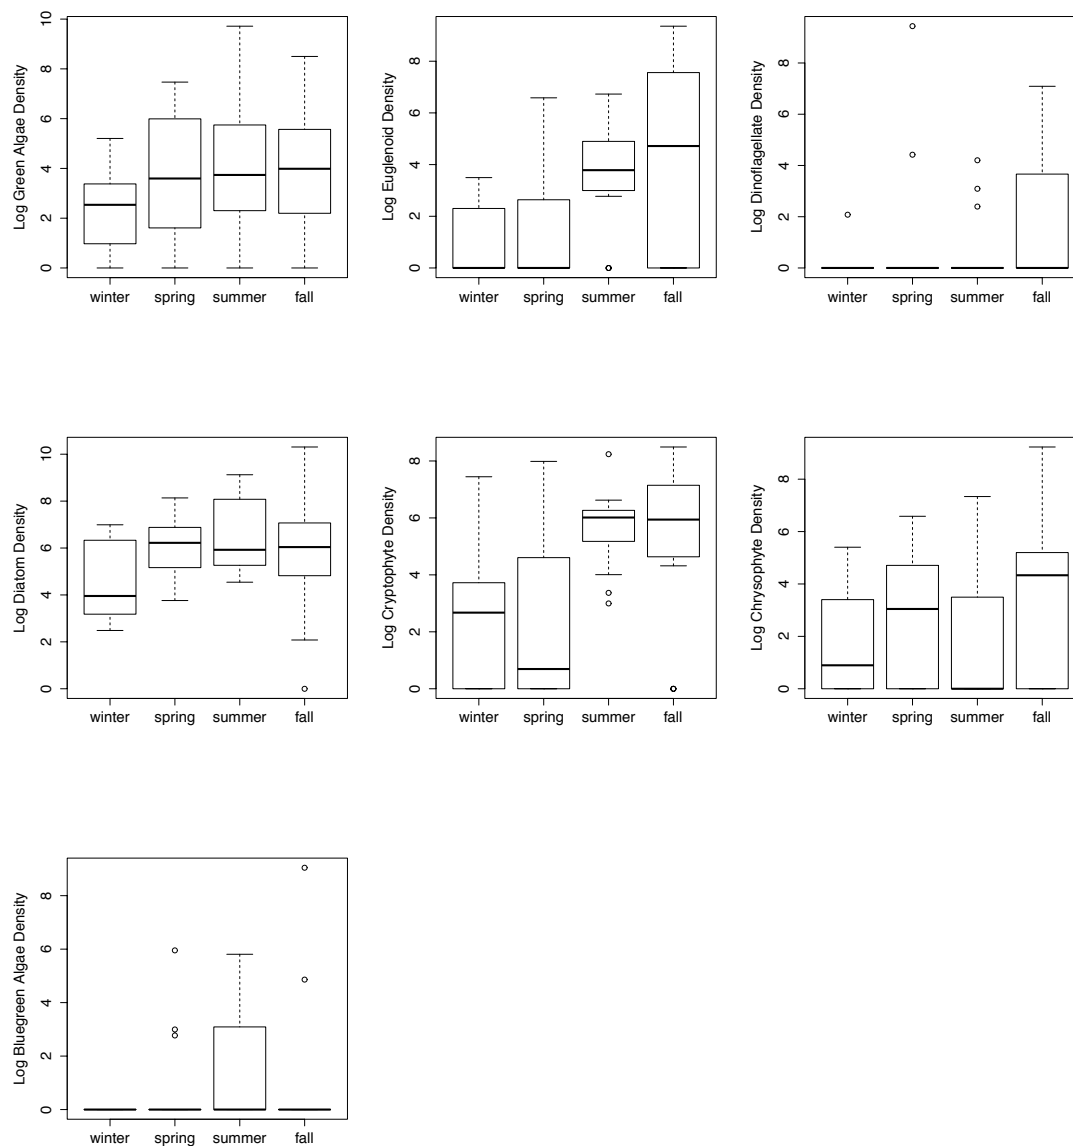 Log Green Algae Density
10
8
6
4
2
0
winter spring summer fall
Log Euglenoid Density
8
6
4
2
0
winter spring summer fall
Log Dinoflagellate Density
8
6
4
2
0
winter spring summer fall
Log Diatom Density
10
8
6
4
2
0
winter spring summer fall
Log Cryptophyte Density
8
6
4
2
0
winter spring summer fall
Log Chrysophyte Density
8
6
4
2
0
winter spring summer fall
Log Bluegreen Algae Density
8
6
4
2
0
winter spring summer fall